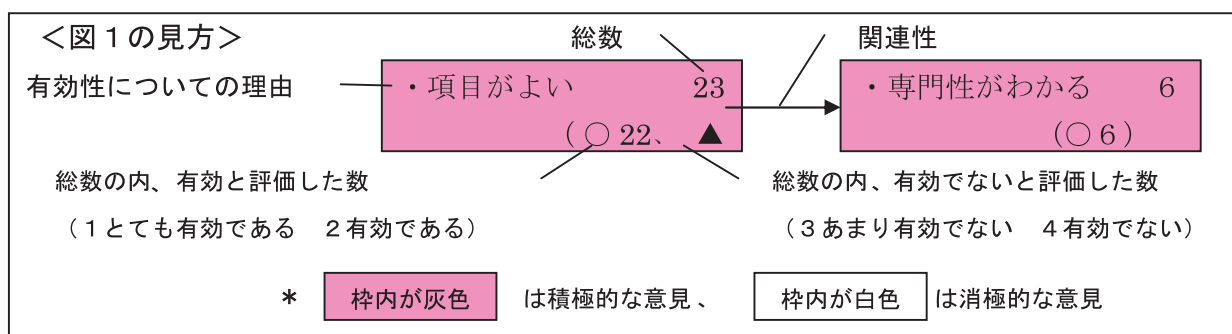 ＜図１の見方＞
総数
関連性
有効性についての理由
・項目がよい 23
（○22、 ▲
・専門性がわかる 6
（○6）
総数の内、有効と評価した数
（１とても有効である　２有効である）
総数の内、有効でないと評価した数
（３あまり有効でない　４有効でない）
* 枠内が灰色 は積極的な意見、 枠内が白色 は消極的な意見